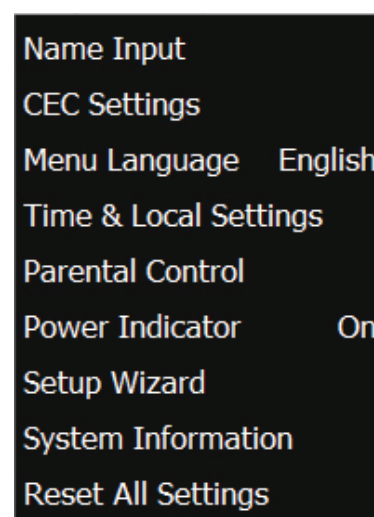 Name Input
CEC Settings
Menu Language English
Time & Local Settings
Parental Control
Power Indicator On
Setup Wizard
System Information
Reset All Settings